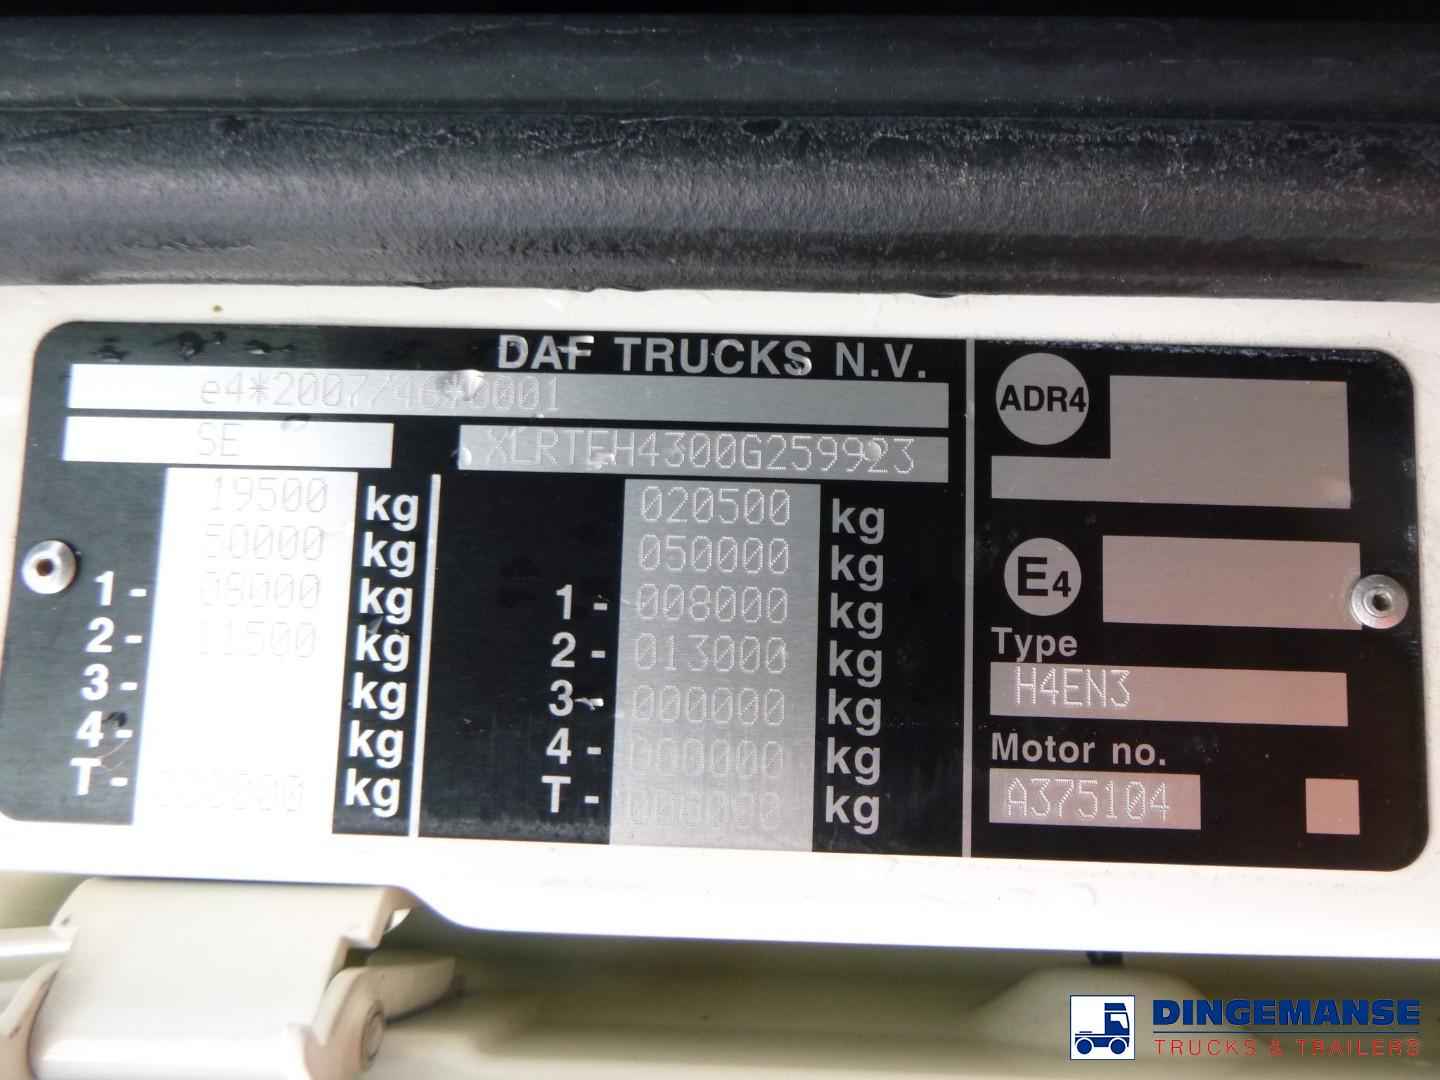 DAF TRUCKS N.V.
e4*2007/46*0001
SE XLRTEH4300G259923
19500 kg 020500 kg
50000 kg 050000 kg
1- 08000 kg 1- 008000 kg
2- 11500 kg 2- 013000 kg
3- kg 3- 000000 kg
4- kg 4- 000000 kg
T- kg T- 000000 kg
ADR4
E4
Type
H4EN3
Motor no.
A375104
DINGEMANSE
TRUCKS & TRAILERS